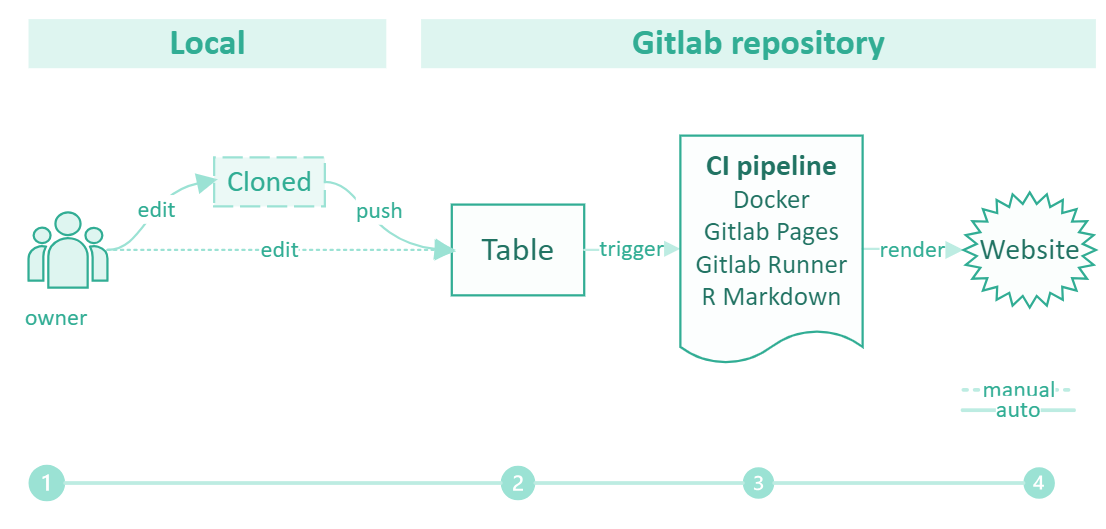 Local
Gitlab repository
Cloned
edit
push
edit
owner
Table
trigger
CI pipeline
Docker
Gitlab Pages
Gitlab Runner
R Markdown
render
Website
manual
auto
1
2
3
4